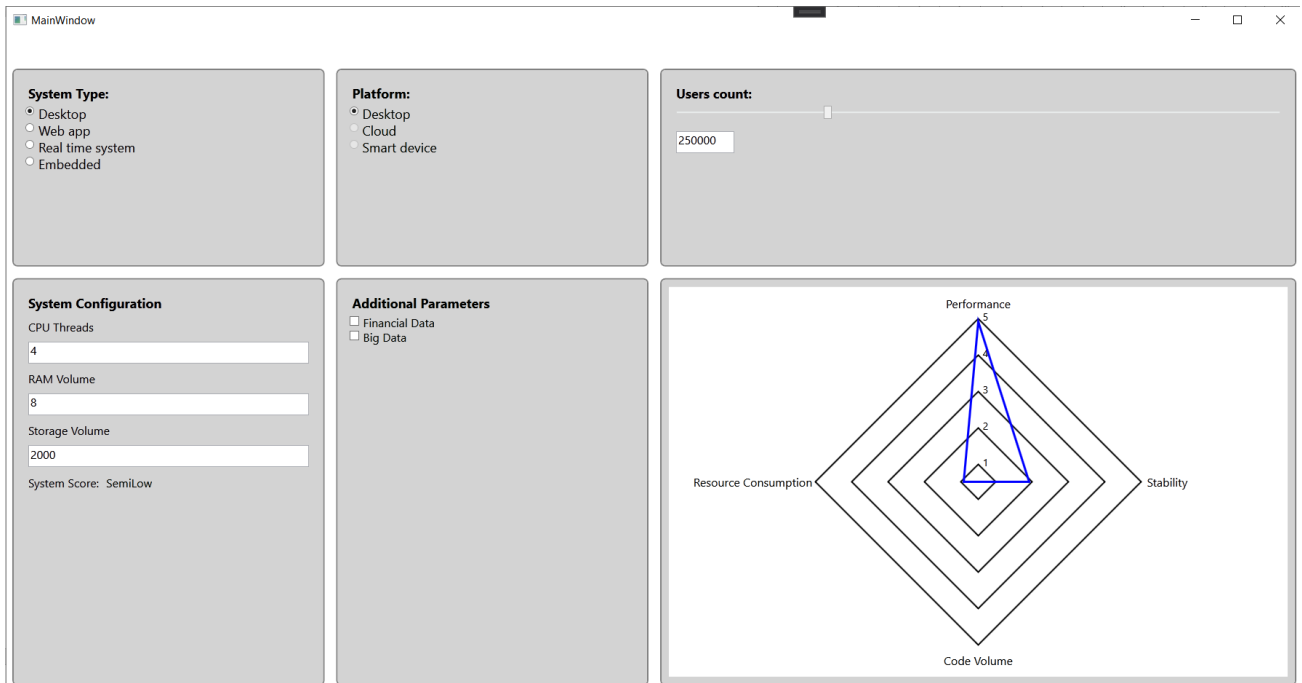 MainWindow
System Type:
Desktop
Web app
Real time system
Embedded
Platform:
Desktop
Cloud
Smart device
Users count:
250000
System Configuration
CPU Threads
4
RAM Volume
8
Storage Volume
2000
System Score: SemiLow
Additional Parameters
Financial Data
Big Data
Performance
5
4
3
2
1
Resource Consumption
Stability
Code Volume